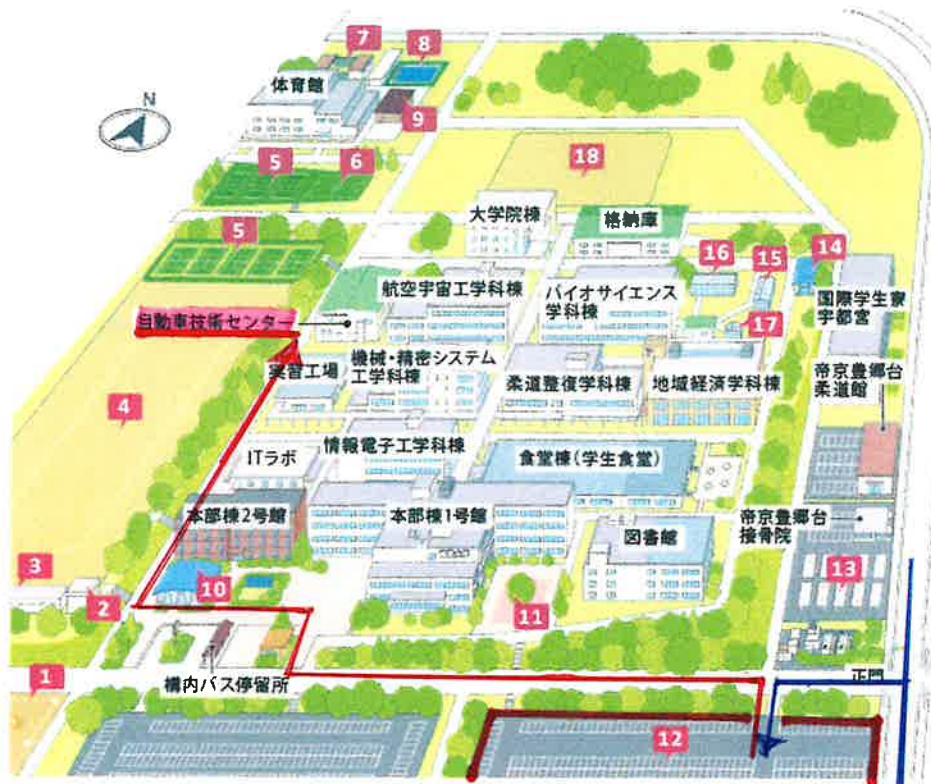 7
8
体育館
N
9
5
6
18
大学院棟
格納庫
5
16
15
14
航空宇宙工学科棟
バイオサイエンス
学科棟
国際学生寮
宇都宮
自動車技術センター
17
機械・精密システム
工学科棟
実習工場
柔道整復学科棟
地域経済学科棟
帝京豊郷台
柔道館
4
情報電子工学科棟
ITラボ
食堂棟(学生食堂)
本部棟2号館
本部棟1号館
図書館
帝京豊郷台
接骨院
3
2
10
11
13
1
構内バス停留所
正門
12